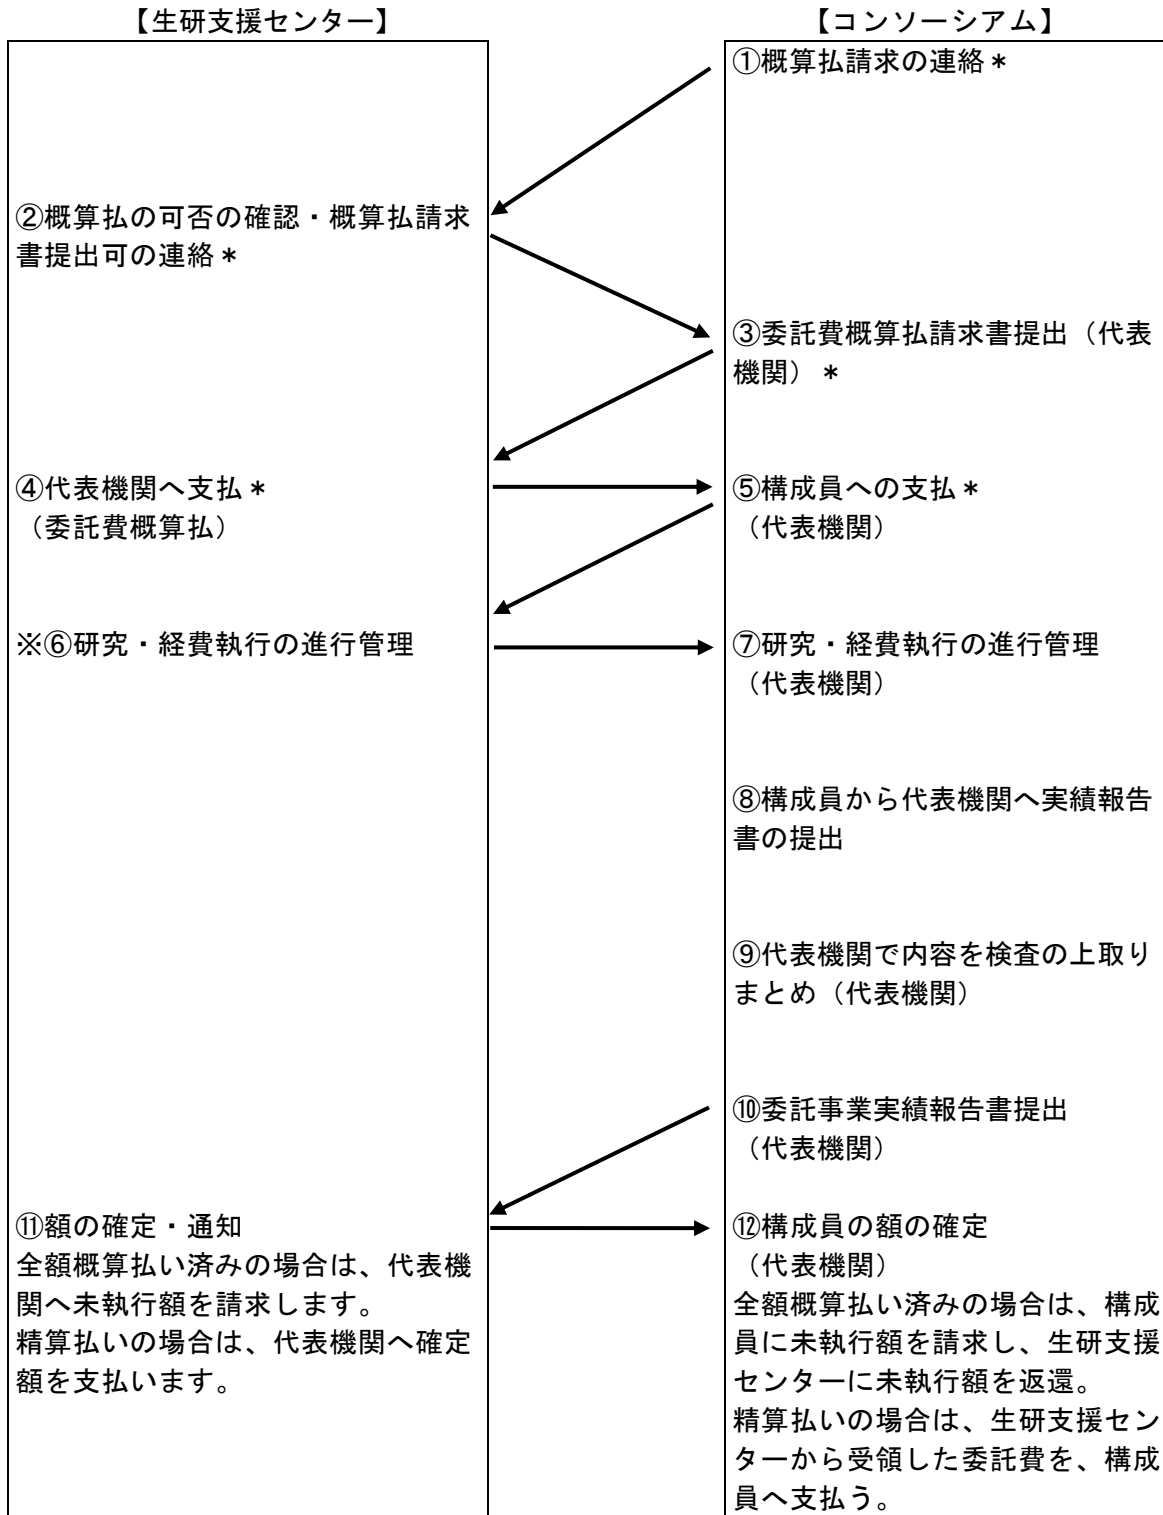 【生研支援センター】
【コンソーシアム】
①概算払請求の連絡＊
②概算払の可否の確認・概算払請求
書提出可の連絡＊
③委託費概算払請求書提出（代表
機関）＊
④代表機関へ支払＊
（委託費概算払）
⑤構成員への支払＊
（代表機関）
※⑥研究・経費執行の進行管理
⑦研究・経費執行の進行管理
（代表機関）
⑧構成員から代表機関へ実績報告
書の提出
⑨代表機関で内容を検査の上取り
まとめ（代表機関）
⑩委託事業実績報告書提出
（代表機関）
⑪額の確定・通知
全額概算払い済みの場合は、代表機
関へ未執行額を請求します。
精算払いの場合は、代表機関へ確定
額を支払います。
⑫構成員の額の確定
（代表機関）
全額概算払い済みの場合は、構成
員に未執行額を請求し、生研支援
センターに未執行額を返還。
精算払いの場合は、生研支援セン
ターから受領した委託費を、構成
員へ支払う。